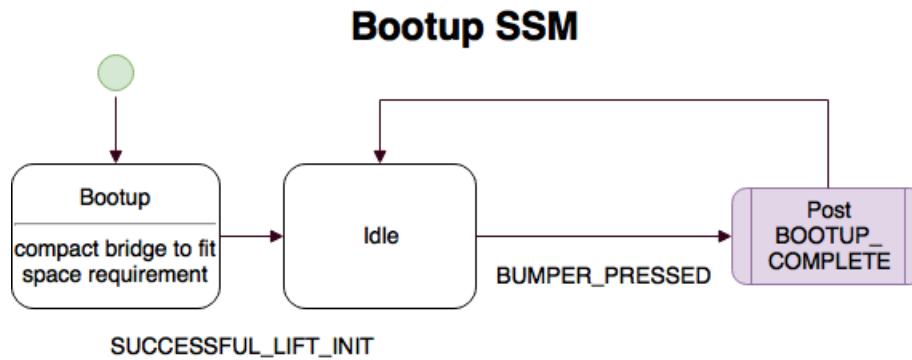 Bootup SSM
Bootup
compact bridge to fit
space requirement
Idle
Post
BOOTUP_
COMPLETE
BUMPER_PRESSED
SUCCESSFUL_LIFT_INIT